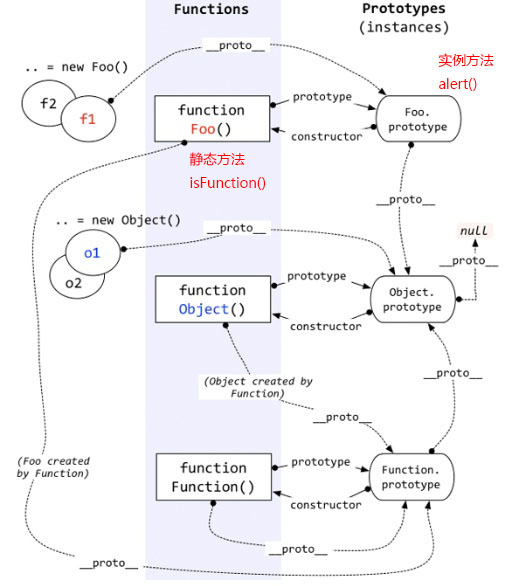 Functions
Prototypes
(instances)
__proto__
实例方法
alert()
.. = new Foo()
f2
f1
function
Foo()
prototype
constructor
Foo.
prototype
静态方法
isFunction()
__proto__
.. = new Object()
__proto__
null
__proto__
o1
o2
function
Object()
prototype
constructor
Object.
prototype
(Object created by
Function)
__proto__
__proto__
(Foo created
by Function)
function
Function()
prototype
constructor
Function.
prototype
__proto__
__proto__